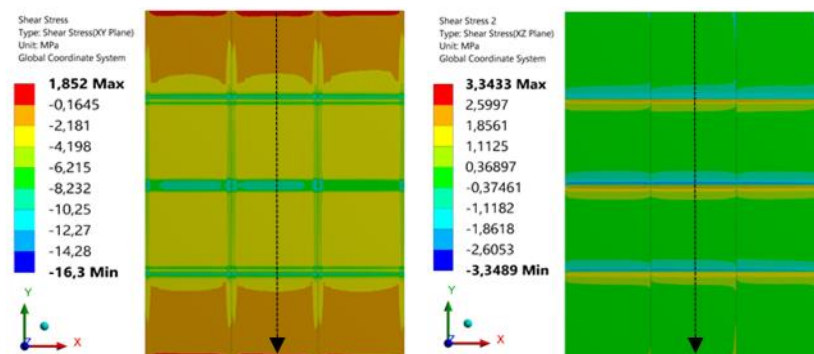 Shear Stress
Type: Shear Stress(XY Plane)
Unit: MPa
Global Coordinate System
1,852 Max
-0,1645
-2,181
-4,198
-6,215
-8,232
-10,25
-12,27
-14,28
-16,3 Min
Y
Z
X
Shear Stress 2
Type: Shear Stress(XZ Plane)
Unit: MPa
Global Coordinate System
3,3433 Max
2,5997
1,8561
1,1125
0,36897
-0,37461
-1,1182
-1,8618
-2,6053
-3,3489 Min
Y
Z
X